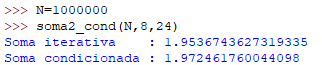 >>> N=1000000
>>> soma2_cond(N,8,24)
Soma iterativa    : 1.9536743627319335
Soma condicionada : 1.972461760044098